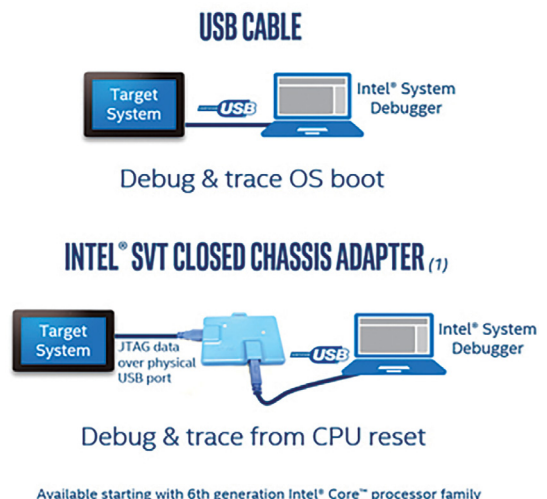 USB CABLE
Target
System
USB
Intel® System
Debugger
Debug & trace OS boot
INTEL® SVT CLOSED CHASSIS ADAPTER (1)
Target
System
JTAG data
over physical
USB port
USB
Intel® System
Debugger
Debug & trace from CPU reset
Available starting with 6th generation Intel® Core™ processor family